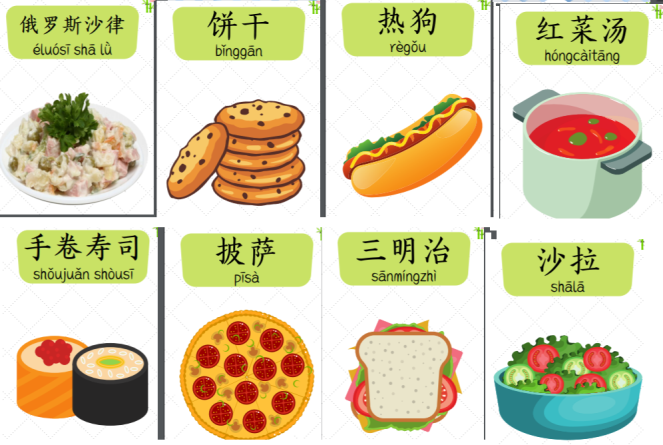 俄罗斯沙律
éluósī shā lǜ
饼干
bǐnggān
热狗
règǒu
红菜汤
hóngcàitāng
手卷寿司
shǒujuǎn shòusī
披萨
pīsà
三明治
sānmíngzhì
沙拉
shālā